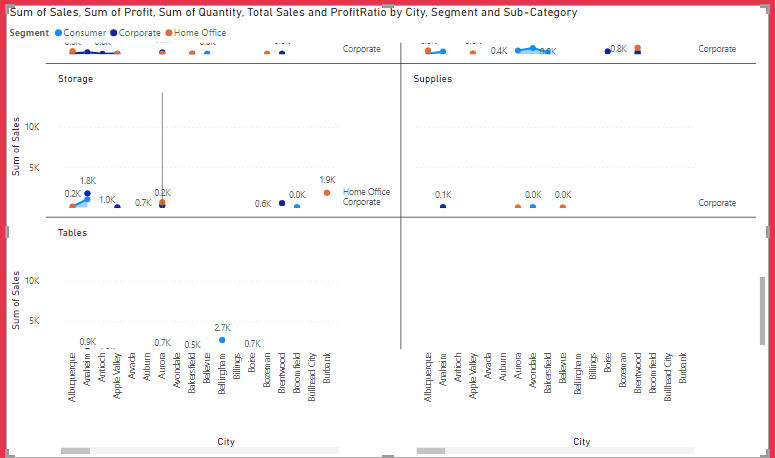 Sum of Sales, Sum of Profit, Sum of Quantity, Total Sales and ProfitRatio by City, Segment and Sub-Category
Segment Consumer Corporate Home Office
Corporate
0.4K
0.8K
Corporate
Storage
Supplies
Sum of Sales
10K
5K
1.8K
0.2K
1.0K
0.7K
0.2K
0.6K
0.0K
1.9K
Home Office
Corporate
0.1K
0.0K
0.0K
Corporate
Tables
Sum of Sales
10K
5K
0.9K
0.7K
0.5K
2.7K
0.7K
Albuquerque
Anaheim
Antioch
Apple Valley
Arvada
Auburn
Aurora
Avondale
Bakersfield
Bellevue
Bellingham
Billings
Boise
Bozeman
Brentwood
Broomfield
Bullhead City
Burbank
City
Albuquerque
Anaheim
Antioch
Apple Valley
Arvada
Auburn
Aurora
Avondale
Bakersfield
Bellevue
Bellingham
Billings
Boise
Bozeman
Brentwood
Broomfield
Bullhead City
Burbank
City